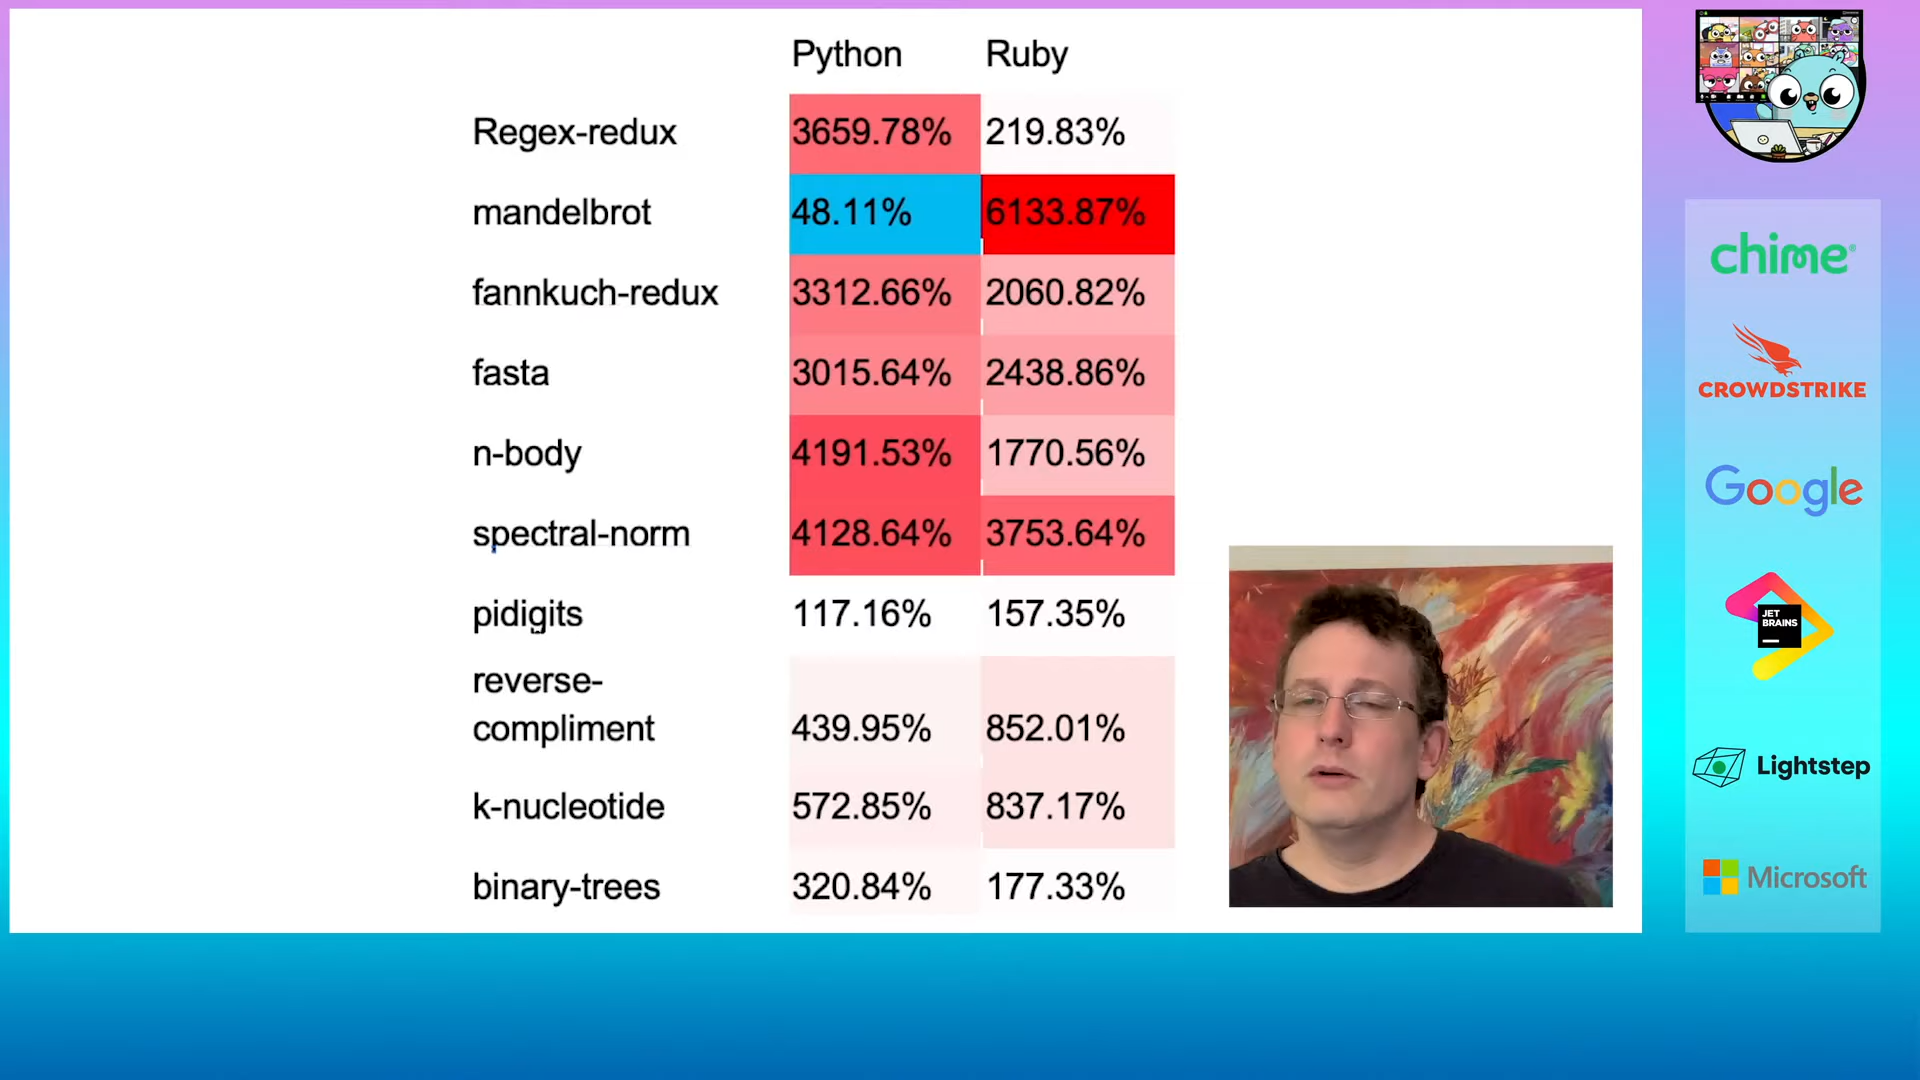 Python Ruby
Regex-redux 3659.78% 219.83%
mandelbrot 48.11% 6133.87%
fannkuch-redux 3312.66% 2060.82%
fasta 3015.64% 2438.86%
n-body 4191.53% 1770.56%
spectral-norm 4128.64% 3753.64%
pidigits 117.16% 157.35%
reverse-
compliment 439.95% 852.01%
k-nucleotide 572.85% 837.17%
binary-trees 320.84% 177.33%
chime
CROWDSTRIKE
Google
JET
BRAINS
Lightstep
Microsoft